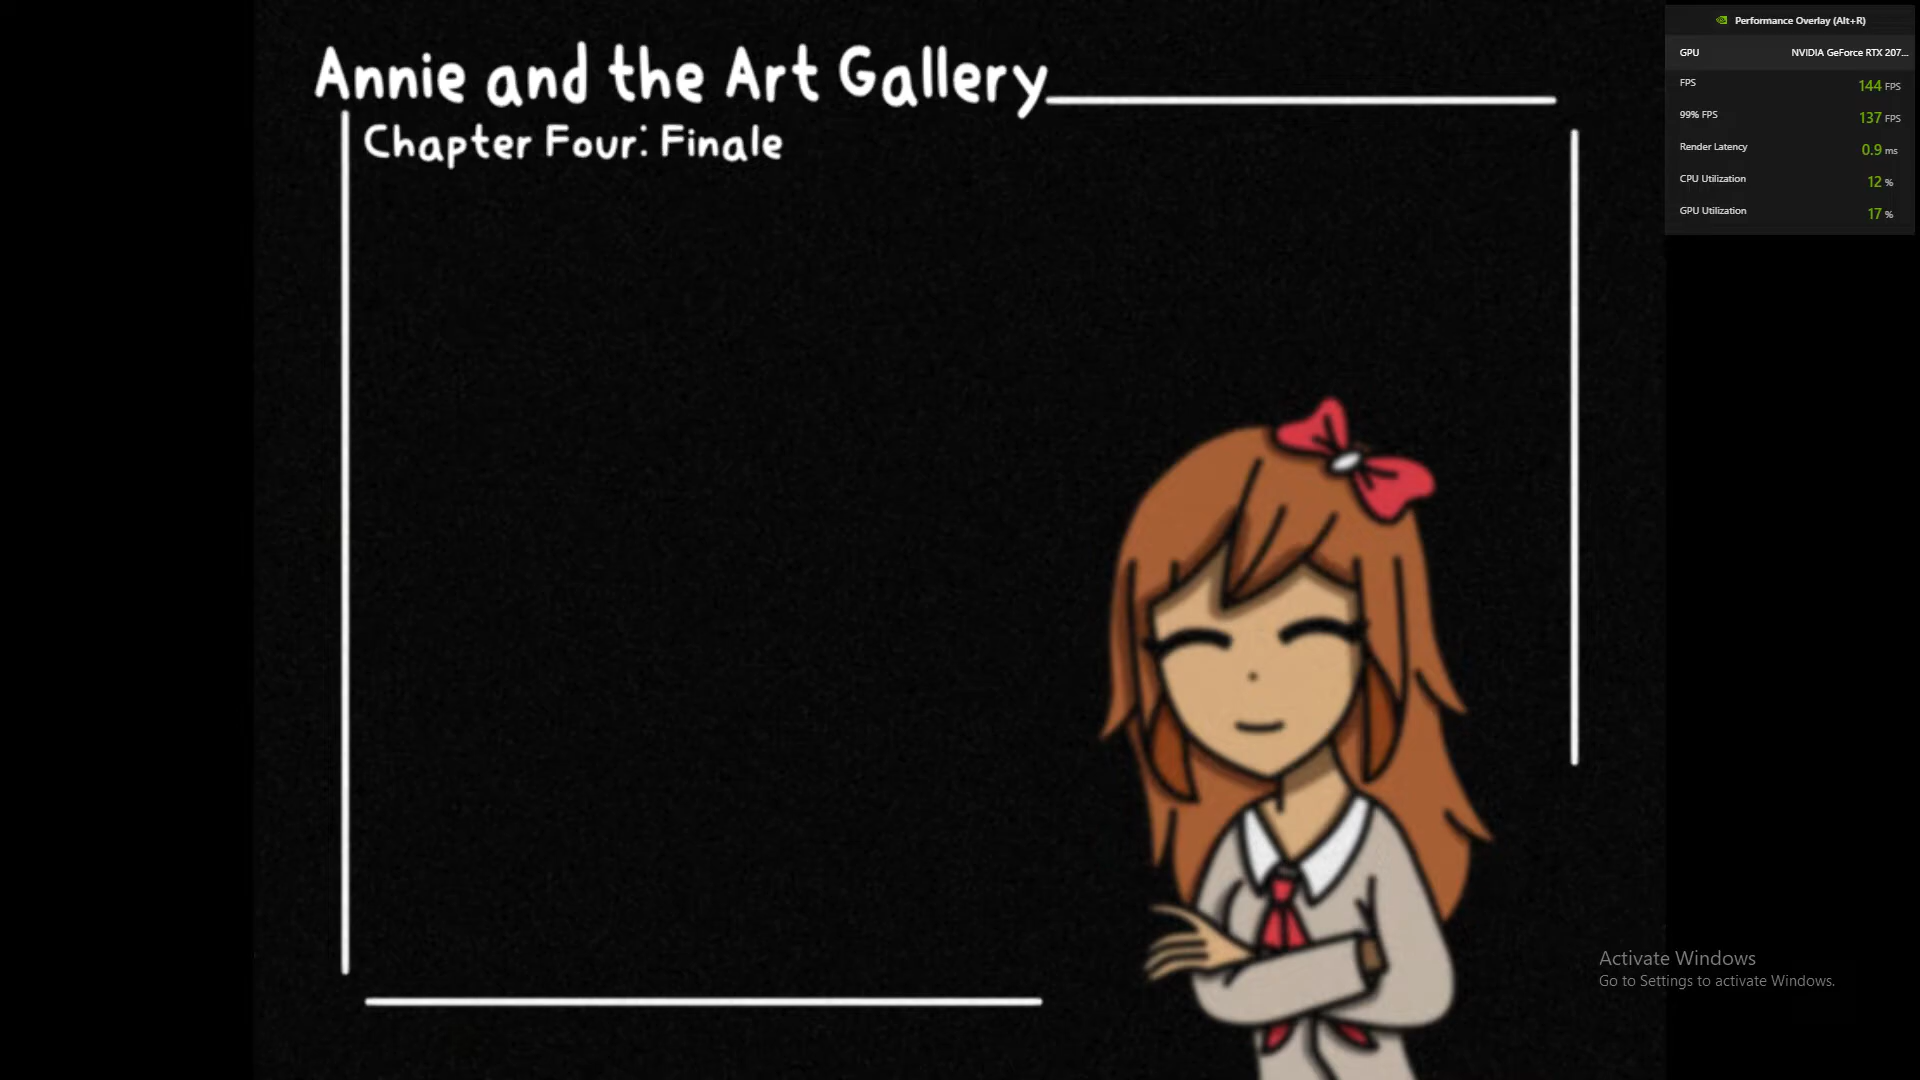 Annie and the Art Gallery
Chapter Four: Finale
Performance Overlay (Alt+R)
GPU NVIDIA GeForce RTX 207...
FPS 144 FPS
99% FPS 137 FPS
Render Latency 0.9 ms
CPU Utilization 12 %
GPU Utilization 17 %
Activate Windows
Go to Settings to activate Windows.